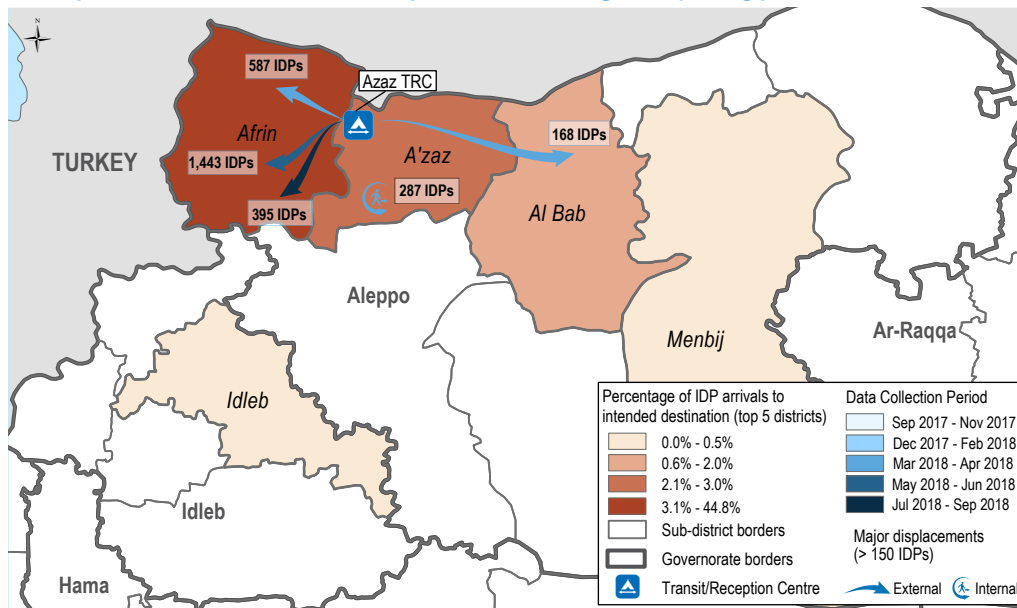 587 IDPs
Azaz TRC
Afrin
168 IDPs
TURKEY
1,443 IDPs
A'zaz
287 IDPs
395 IDPs
Al Bab
Aleppo
Menbij
Ar-Raqqa
Idleb
Idleb
Hama
Percentage of IDP arrivals to
intended destination (top 5 districts)
0.0% - 0.5%
0.6% - 2.0%
2.1% - 3.0%
3.1% - 44.8%
Sub-district borders
Governorate borders
Transit/Reception Centre
Data Collection Period
Sep 2017 - Nov 2017
Dec 2017 - Feb 2018
Mar 2018 - Apr 2018
May 2018 - Jun 2018
Jul 2018 - Sep 2018
Major displacements
(> 150 IDPs)
External
Internal